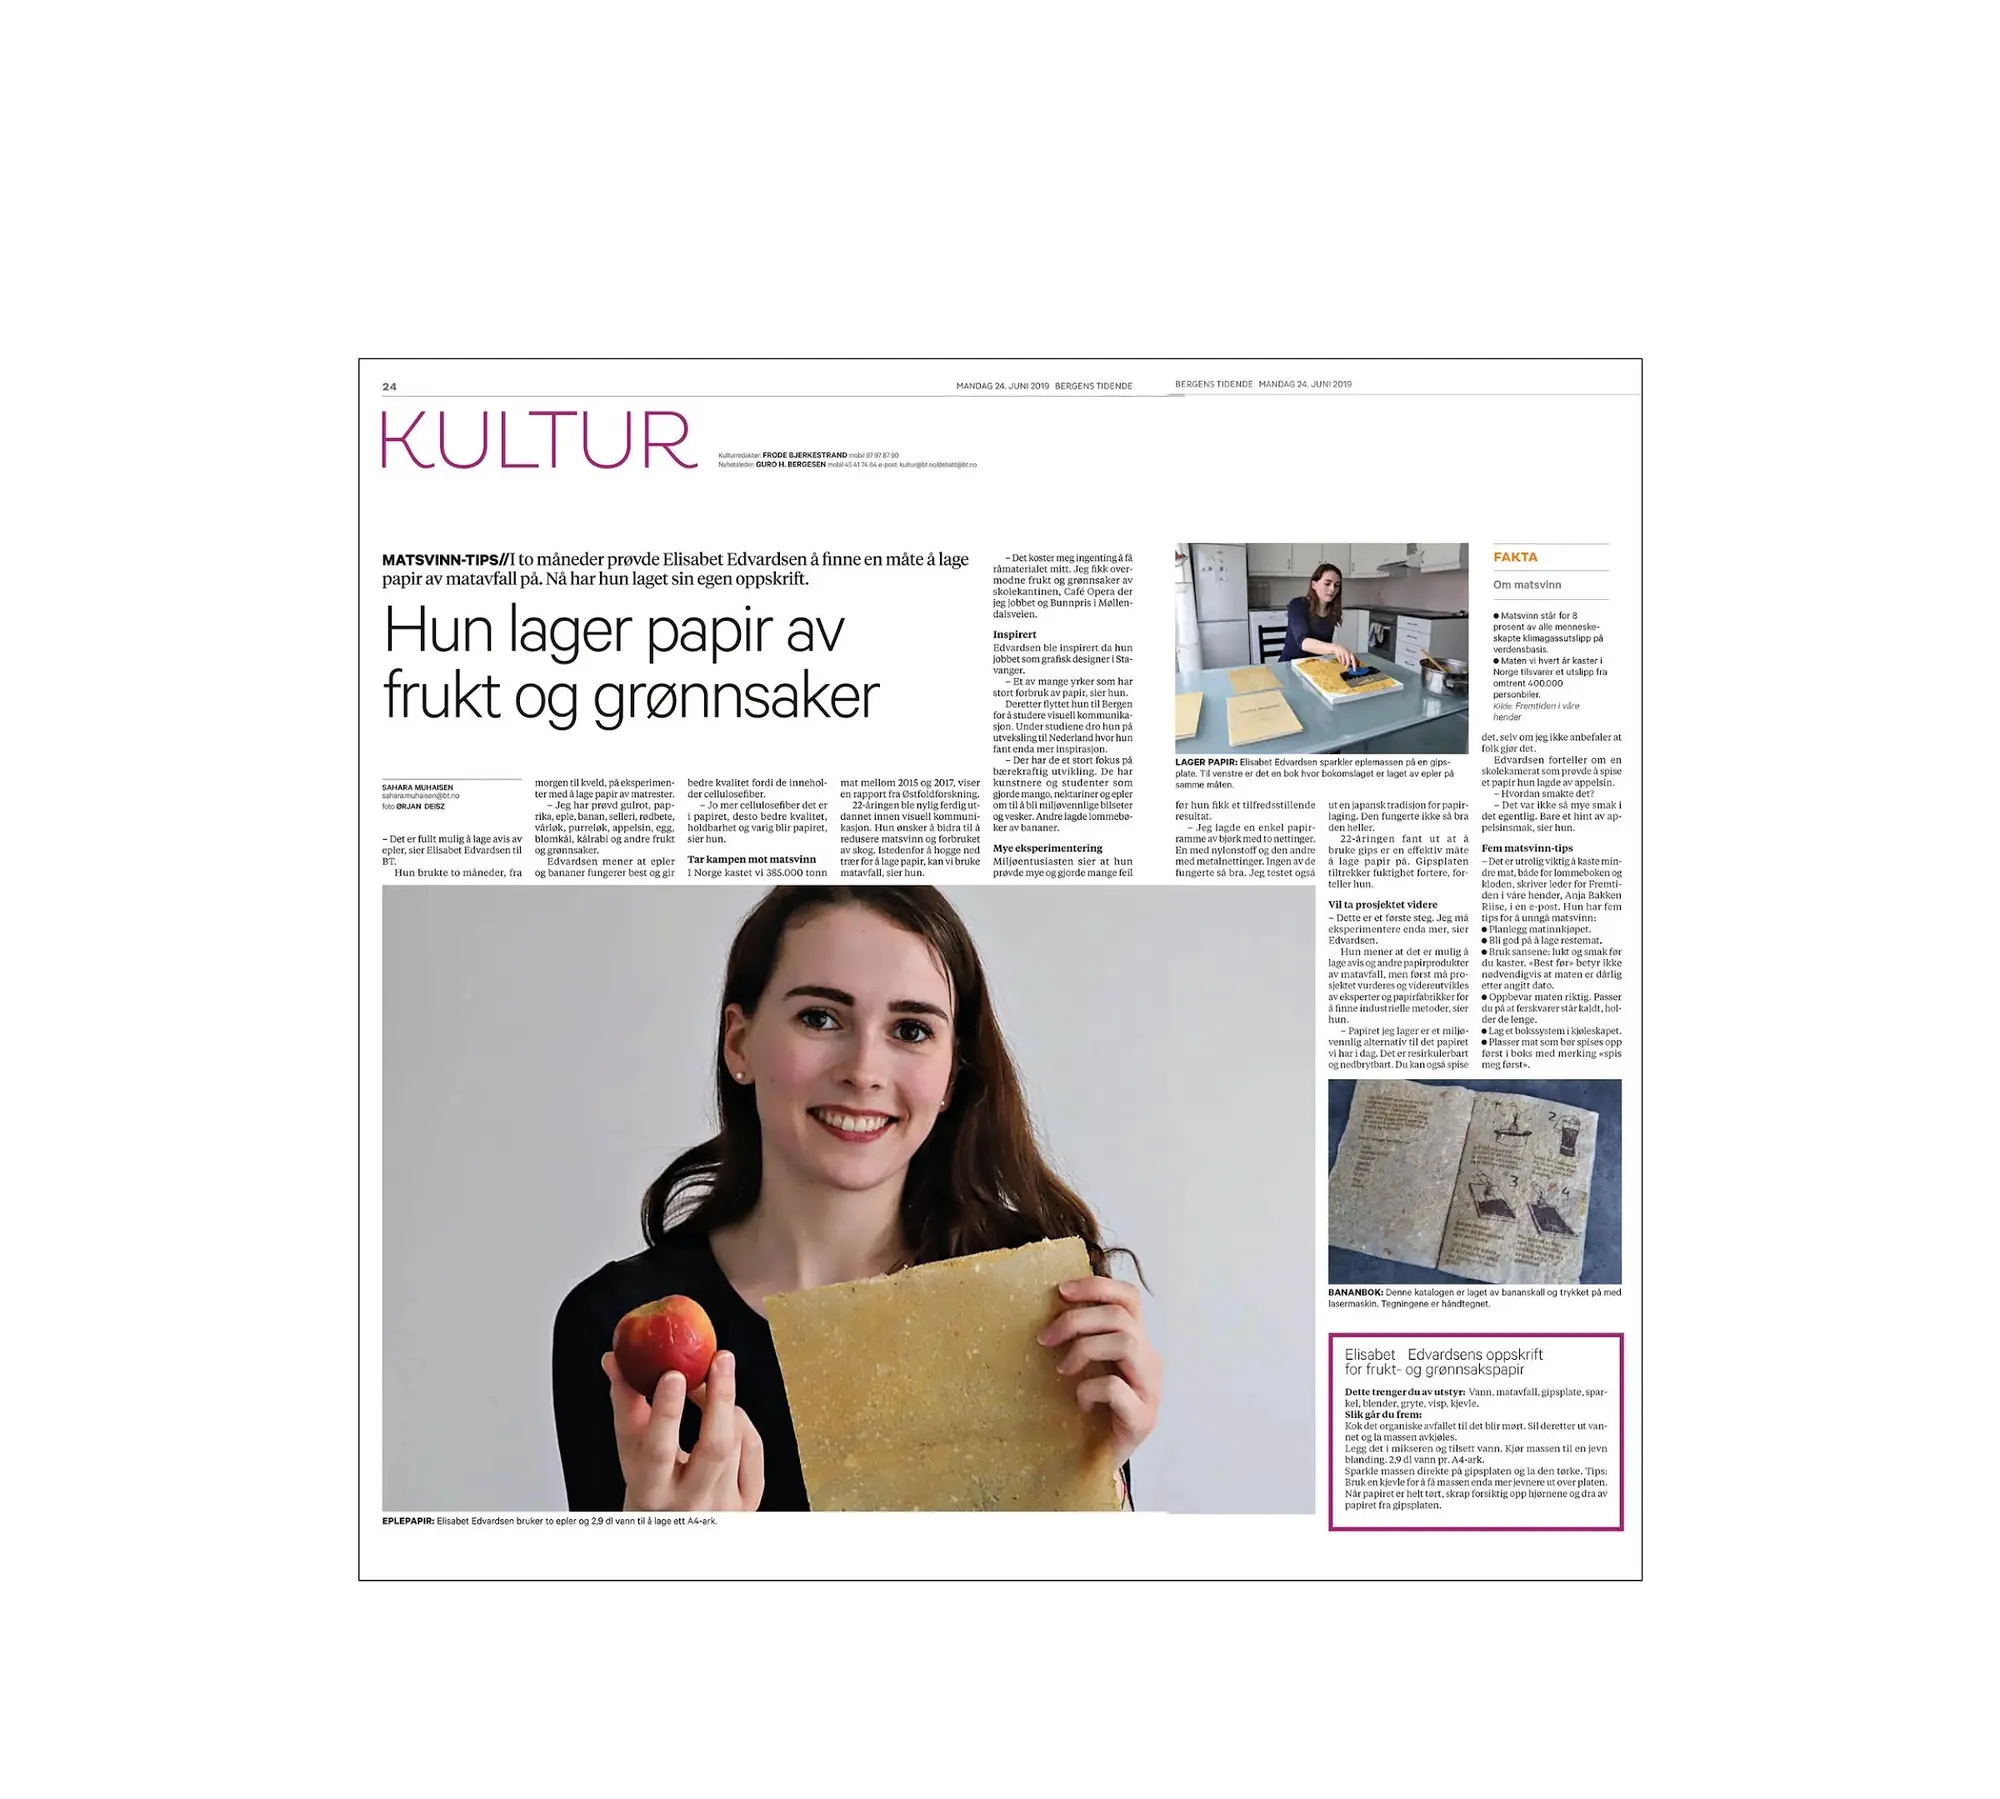 24
MANDAG 24. JUNI 2019 BERGENS TIDENDE
BERGENS TIDENDE MANDAG 24. JUNI 2019
KULTUR
Kulturredaktør: FRODE BJERKESTRAND mobil 97 97 87 90
Nyhetsleder: GURO H. BERGESEN mobil 45 41 74 64 e-post: kultur@bt.no/debatt@bt.no
MATSVINN-TIPS//I to måneder prøvde Elisabet Edvardsen å finne en måte å lage
papir av matavfall på. Nå har hun laget sin egen oppskrift.
Hun lager papir av
frukt og grønnsaker
SAHARA MUHAISEN
sahara.muhaisen@bt.no
foto ØRJAN DEISZ
– Det er fullt mulig å lage avis av
epler, sier Elisabet Edvardsen til
BT.
Hun brukte to måneder, fra
morgen til kveld, på eksperimen-
ter med å lage papir av matrester.
– Jeg har prøvd gulrot, pap-
rika, eple, banan, selleri, rødbete,
vårløk, purreløk, appelsin, egg,
blomkål, kålrabi og andre frukt
og grønnsaker.
Edvardsen mener at epler
og bananer fungerer best og gir
bedre kvalitet fordi de innehol-
der cellulosefiber.
– Jo mer cellulosefiber det er
i papiret, desto bedre kvalitet,
holdbarhet og varig blir papiret,
sier hun.
Tar kampen mot matsvinn
I Norge kastet vi 385.000 tonn
mat mellom 2015 og 2017, viser
en rapport fra Østfoldforskning.
22-åringen ble nylig ferdig ut-
dannet innen visuell kommuni-
kasjon. Hun ønsker å bidra til å
redusere matsvinn og forbruket
av skog. Istedenfor å hogge ned
trær for å lage papir, kan vi bruke
matavfall, sier hun.
– Det koster meg ingenting å få
råmaterialet mitt. Jeg fikk over-
modne frukt og grønnsaker av
skolekantinen, Café Opera der
jeg jobbet og Bunnpris i Møllen-
dalsveien.
Inspirert
Edvardsen ble inspirert da hun
jobbet som grafisk designer i Sta-
vanger.
– Et av mange yrker som har
stort forbruk av papir, sier hun.
Deretter flyttet hun til Bergen
for å studere visuell kommunika-
sjon. Under studiene dro hun på
utveksling til Nederland hvor hun
fant enda mer inspirasjon.
– Der har de et stort fokus på
bærekraftig utvikling. De har
kunstnere og studenter som
gjorde mango, nektariner og epler
om til å bli miljøvennlige bilseter
og vesker. Andre lagde lommebø-
ker av bananer.
Mye eksperimentering
Miljøentusiasten sier at hun
prøvde mye og gjorde mange feil
LAGER PAPIR: Elisabet Edvardsen sparkler eplemassen på en gips-
plate. Til venstre er det en bok hvor bokomslaget er laget av epler på
samme måten.
før hun fikk et tilfredsstillende
resultat.
– Jeg lagde en enkel papir-
ramme av bjørk med to nettinger.
En med nylonstoff og den andre
med metalnettinger. Ingen av de
fungerte så bra. Jeg testet også
ut en japansk tradisjon for papir-
laging. Den fungerte ikke så bra
den heller.
22-åringen fant ut at å
bruke gips er en effektiv måte
å lage papir på. Gipsplaten
tiltrekker fuktighet fortere, for-
teller hun.
Vil ta prosjektet videre
– Dette er et første steg. Jeg må
eksperimentere enda mer, sier
Edvardsen.
Hun mener at det er mulig å
lage avis og andre papirprodukter
av matavfall, men først må pro-
sjektet vurderes og videreutvikles
av eksperter og papirfabrikker for
å finne industrielle metoder, sier
hun.
– Papiret jeg lager er et miljø-
vennlig alternativ til det papiret
vi har i dag. Det er resirkulerbart
og nedbrytbart. Du kan også spise
FAKTA
Om matsvinn
● Matsvinn står for 8
prosent av alle menneske-
skapte klimagassutslipp på
verdensbasis.
● Maten vi hvert år kaster i
Norge tilsvarer et utslipp fra
omtrent 400.000
personbiler.
Kilde: Fremtiden i våre
hender
det, selv om jeg ikke anbefaler at
folk gjør det.
Edvardsen forteller om en
skolekamerat som prøvde å spise
et papir hun lagde av appelsin.
– Hvordan smakte det?
– Det var ikke så mye smak i
det egentlig. Bare et hint av ap-
pelsinsmak, sier hun.
Fem matsvinn-tips
– Det er utrolig viktig å kaste min-
dre mat, både for lommeboken og
kloden, skriver leder for Fremti-
den i våre hender, Anja Bakken
Riise, i en e-post. Hun har fem
tips for å unngå matsvinn:
● Planlegg matinnkjøpet.
● Bli god på å lage restemat.
● Bruk sansene: lukt og smak før
du kaster. «Best før» betyr ikke
nødvendigvis at maten er dårlig
etter angitt dato.
● Oppbevar maten riktig. Passer
du på at ferskvarer står kaldt, hol-
der de lenge.
● Lag et bokssystem i kjøleskapet.
● Plasser mat som bør spises opp
først i boks med merking «spis
meg først».
1
2
3
4
BANANBOK: Denne katalogen er laget av bananskall og trykket på med
lasermaskin. Tegningene er håndtegnet.
Elisabet Edvardsens oppskrift
for frukt- og grønnsakspapir
Dette trenger du av utstyr: Vann, matavfall, gipsplate, spar-
kel, blender, gryte, visp, kjevle.
Slik går du frem:
Kok det organiske avfallet til det blir mørt. Sil deretter ut van-
net og la massen avkjøles.
Legg det i mikseren og tilsett vann. Kjør massen til en jevn
blanding. 2,9 dl vann pr. A4-ark.
Sparkle massen direkte på gipsplaten og la den tørke. Tips:
Bruk en kjevle for å få massen enda mer jevnere ut over platen.
Når papiret er helt tørt, skrap forsiktig opp hjørnene og dra av
papiret fra gipsplaten.
EPLEPAPIR: Elisabet Edvardsen bruker to epler og 2,9 dl vann til å lage ett A4-ark.